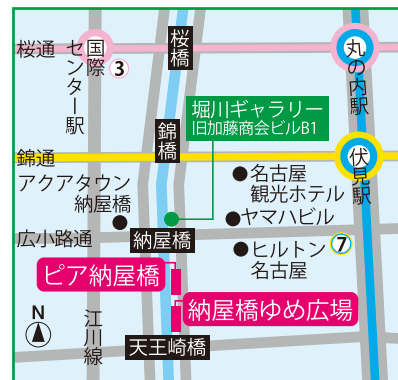 桜通
国際
センター駅
③
桜橋
丸の内駅
堀川ギャラリー
旧加藤商会ビルB1
錦橋
錦通
伏見駅
アクアタウン
納屋橋
名古屋
観光ホテル
ヤマハビル
広小路通
納屋橋
ヒルトン
名古屋
⑦
ピア納屋橋
納屋橋ゆめ広場
N
江川線
天王崎橋